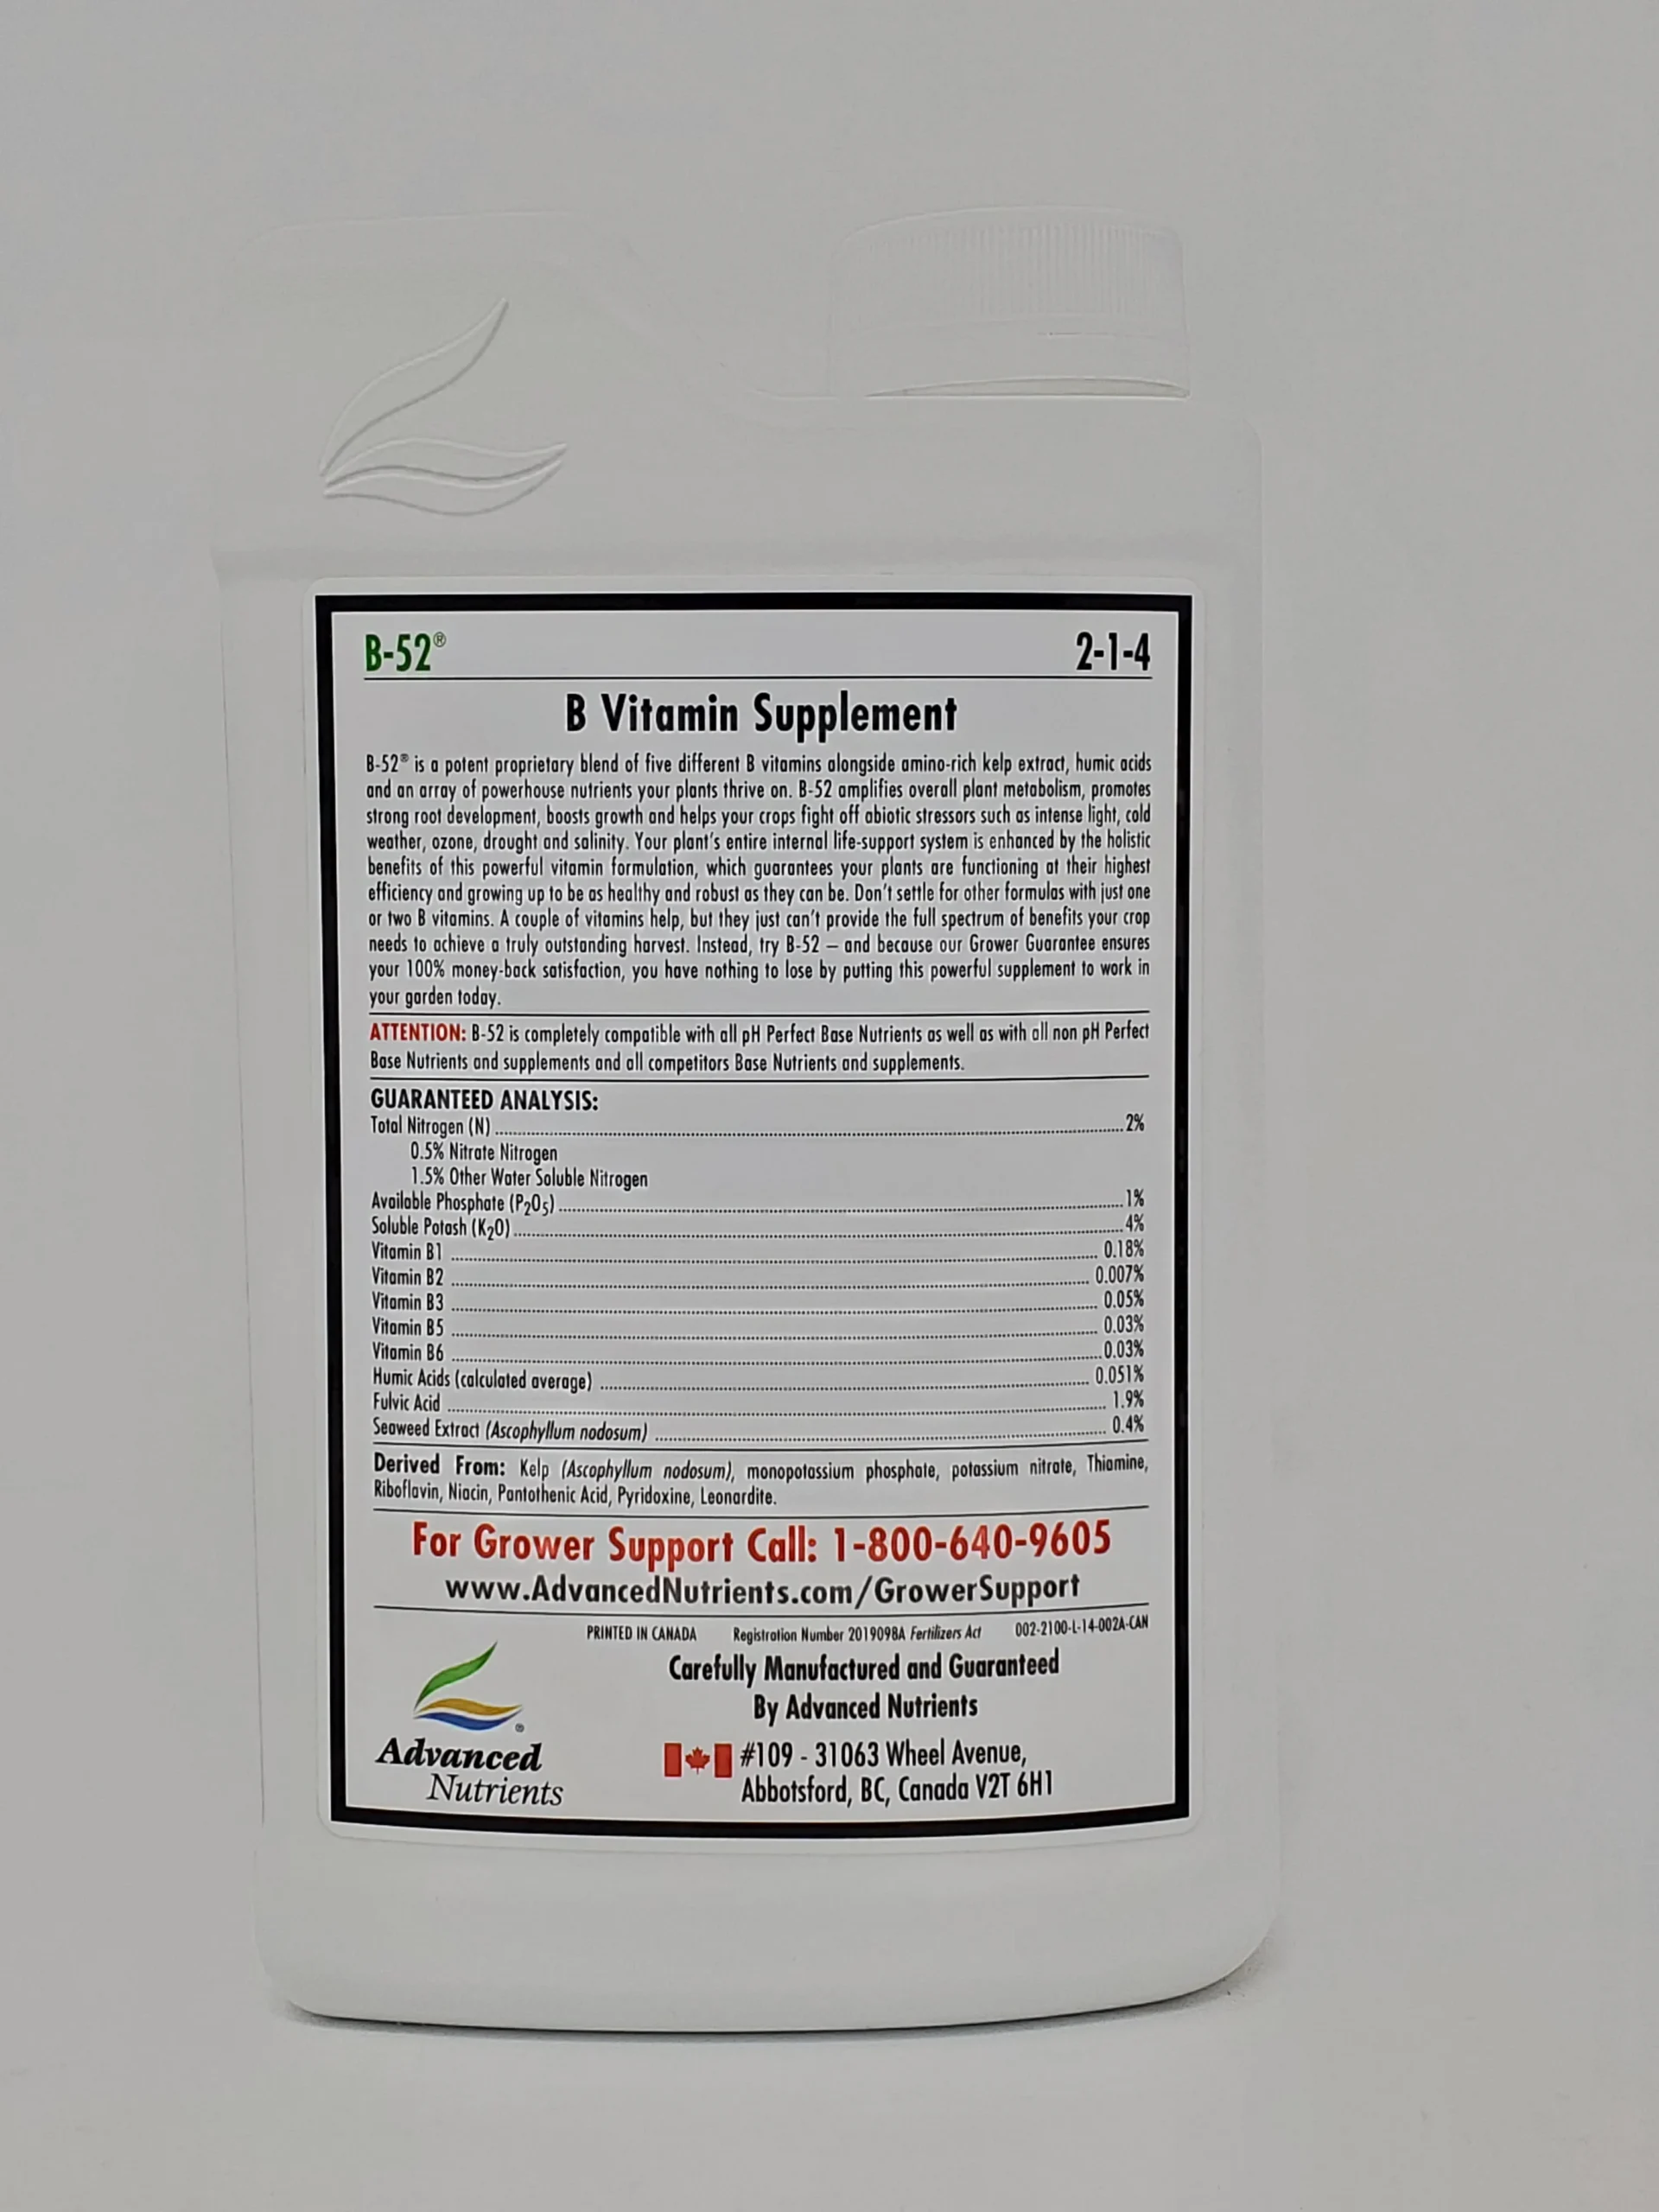 B-52® 2-1-4
B Vitamin Supplement
B-52® is a potent proprietary blend of five different B vitamins alongside amino-rich kelp extract, humic acids
and an array of powerhouse nutrients your plants thrive on. B-52 amplifies overall plant metabolism, promotes
strong root development, boosts growth and helps your crops fight off abiotic stressors such as intense light, cold
weather, ozone, drought and salinity. Your plant's entire internal life-support system is enhanced by the holistic
benefits of this powerful vitamin formulation, which guarantees your plants are functioning at their highest
efficiency and growing up to be as healthy and robust as they can be. Don't settle for other formulas with just one
or two B vitamins. A couple of vitamins help, but they just can't provide the full spectrum of benefits your crop
needs to achieve a truly outstanding harvest. Instead, try B-52 – and because our Grower Guarantee ensures
your 100% money-back satisfaction, you have nothing to lose by putting this powerful supplement to work in
your garden today.
ATTENTION: B-52 is completely compatible with all pH Perfect Base Nutrients as well as with all non pH Perfect
Base Nutrients and supplements and all competitors Base Nutrients and supplements.
GUARANTEED ANALYSIS:
Total Nitrogen (N) 2%
0.5% Nitrate Nitrogen
1.5% Other Water Soluble Nitrogen
Available Phosphate (P₂O₅) 1%
Soluble Potash (K₂O) 4%
Vitamin B1 0.18%
Vitamin B2 0.007%
Vitamin B3 0.05%
Vitamin B5 0.03%
Vitamin B6 0.03%
Humic Acids (calculated average) 0.051%
Fulvic Acid 1.9%
Seaweed Extract (Ascophyllum nodosum) 0.4%
Derived From: Kelp (Ascophyllum nodosum), monopotassium phosphate, potassium nitrate, Thiamine,
Riboflavin, Niacin, Pantothenic Acid, Pyridoxine, Leonardite.
For Grower Support Call: 1-800-640-9605
www.AdvancedNutrients.com/GrowerSupport
PRINTED IN CANADA Registration Number 2019098A Fertilizers Act 002-2100-L-14-002A-CAN
Carefully Manufactured and Guaranteed
By Advanced Nutrients
#109 - 31063 Wheel Avenue,
Abbotsford, BC, Canada V2T 6H1
®
Advanced
Nutrients